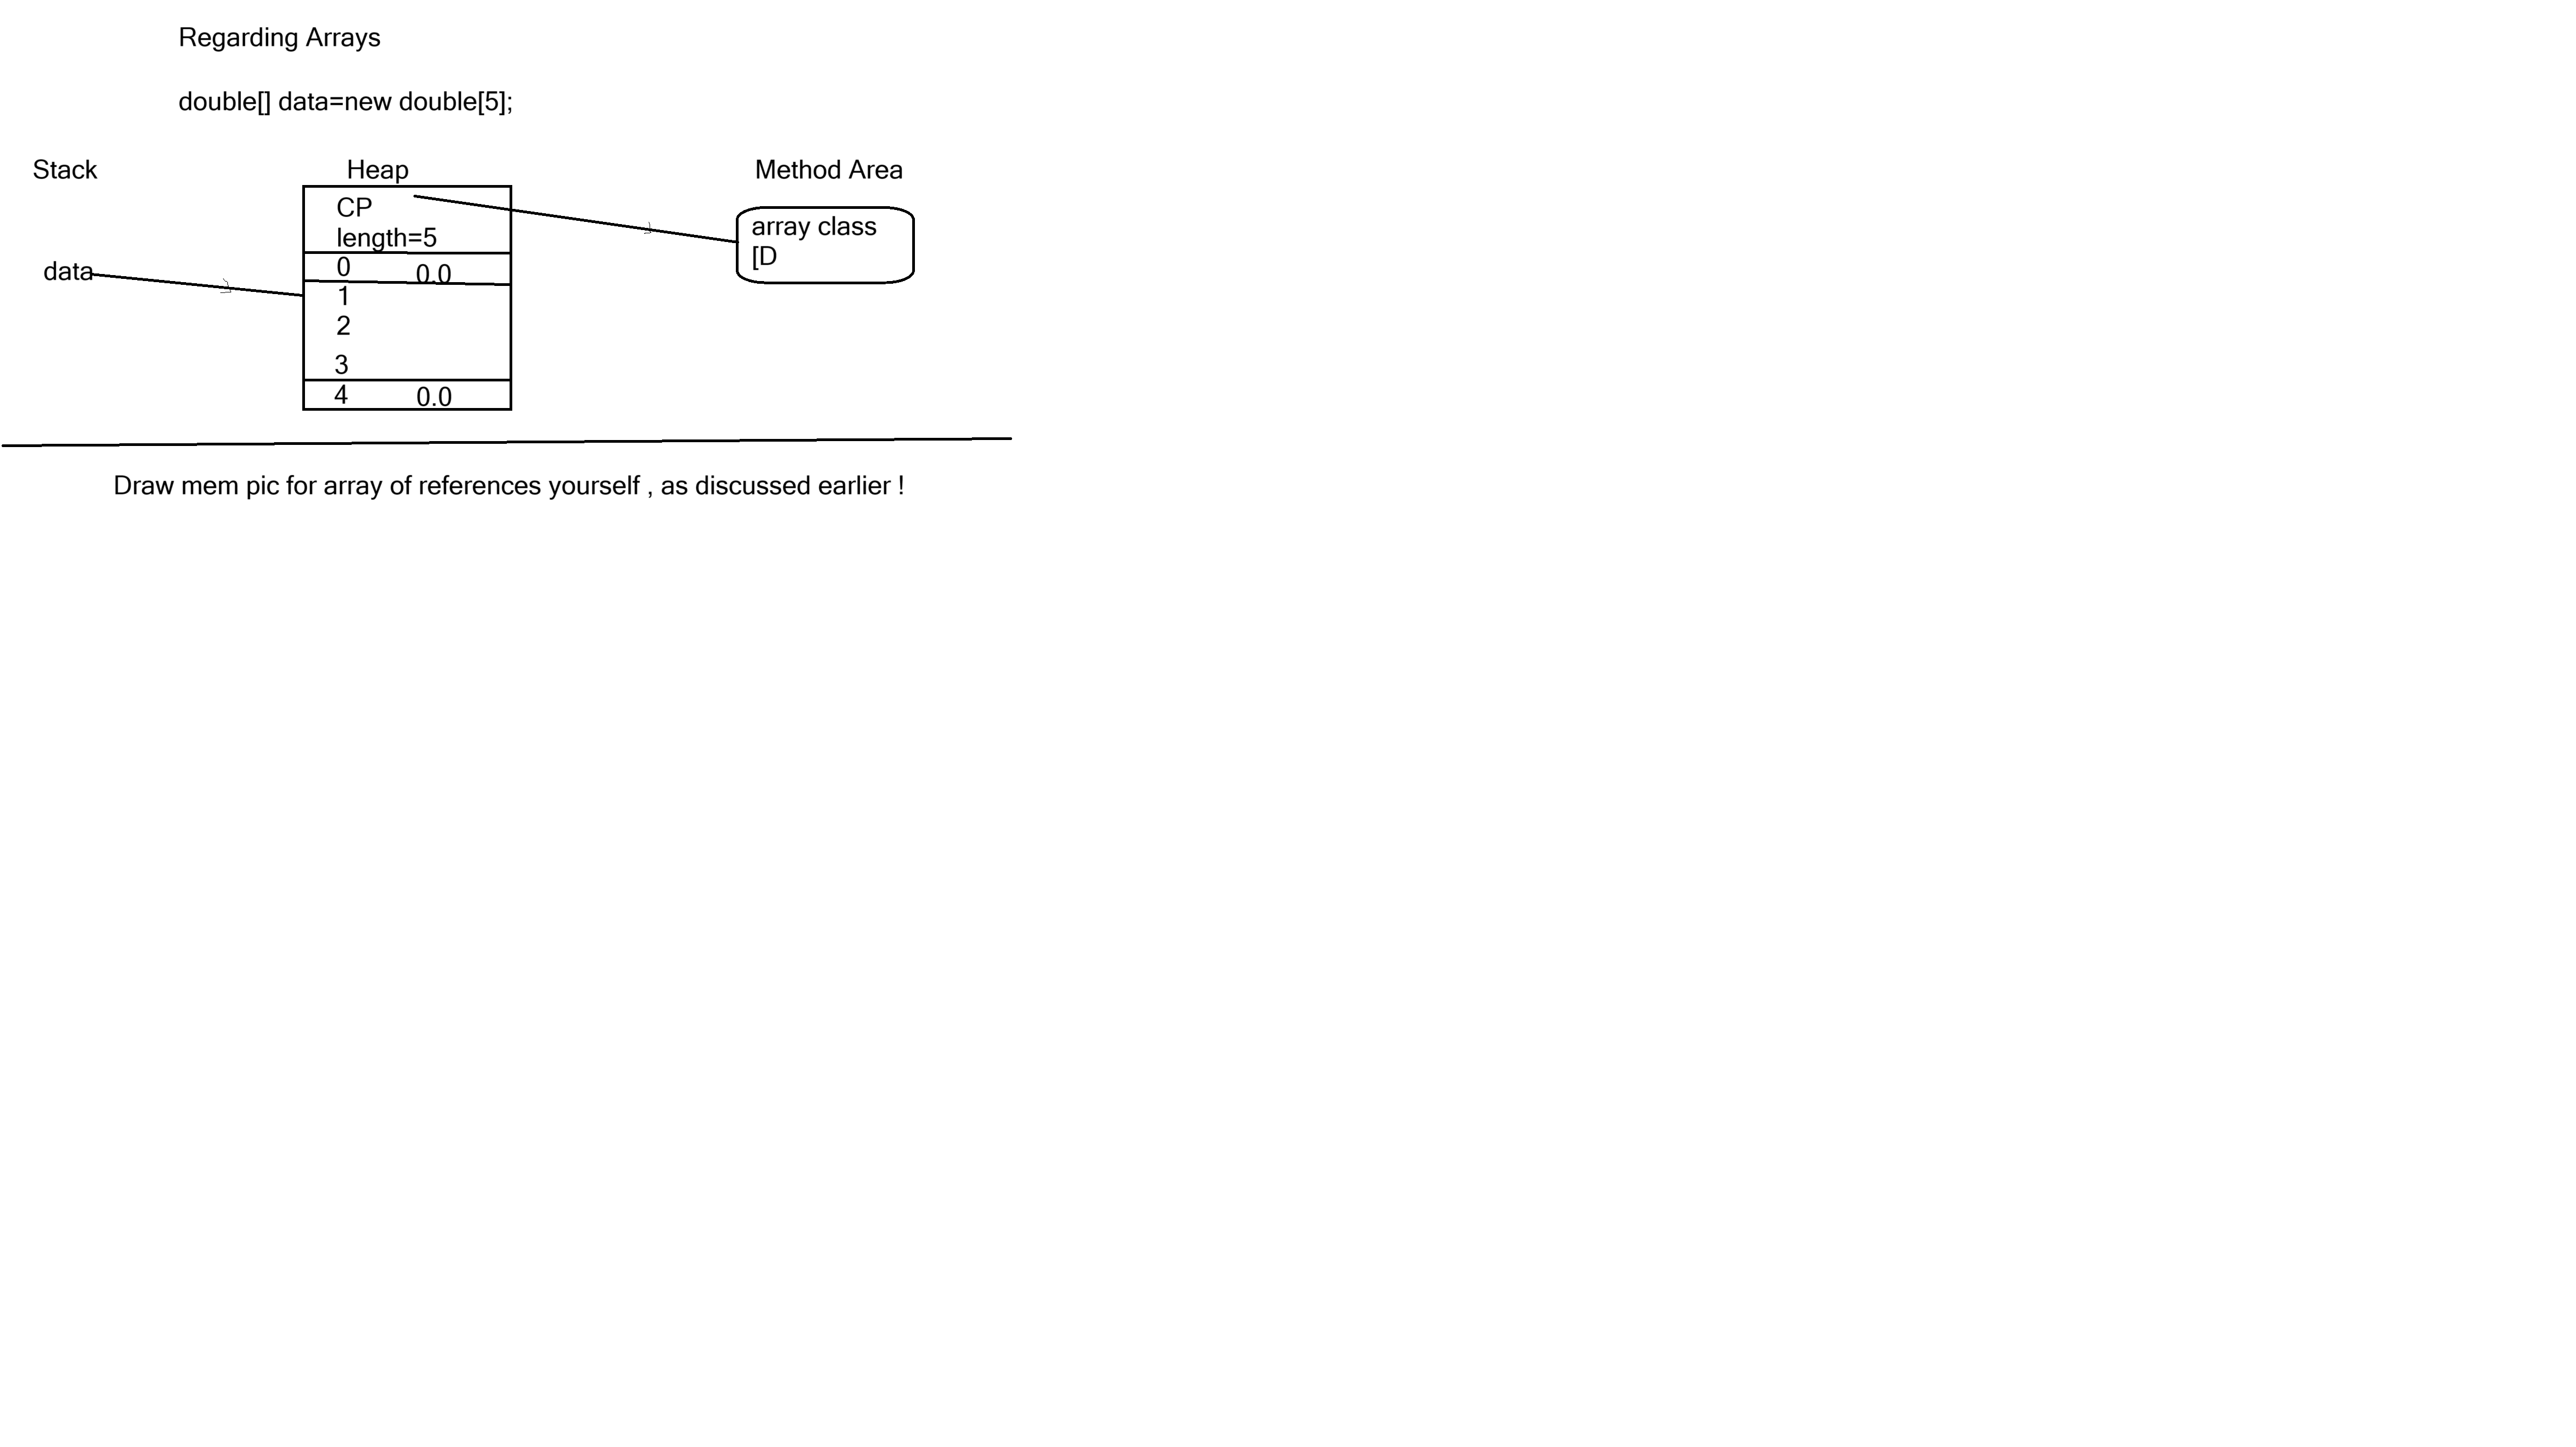 Regarding Arrays
double[] data=new double[5];
Stack
Heap
Method Area
CP
length=5
array class
[D
data
0 0.0
1
2
3
4 0.0
Draw mem pic for array of references yourself , as discussed earlier !